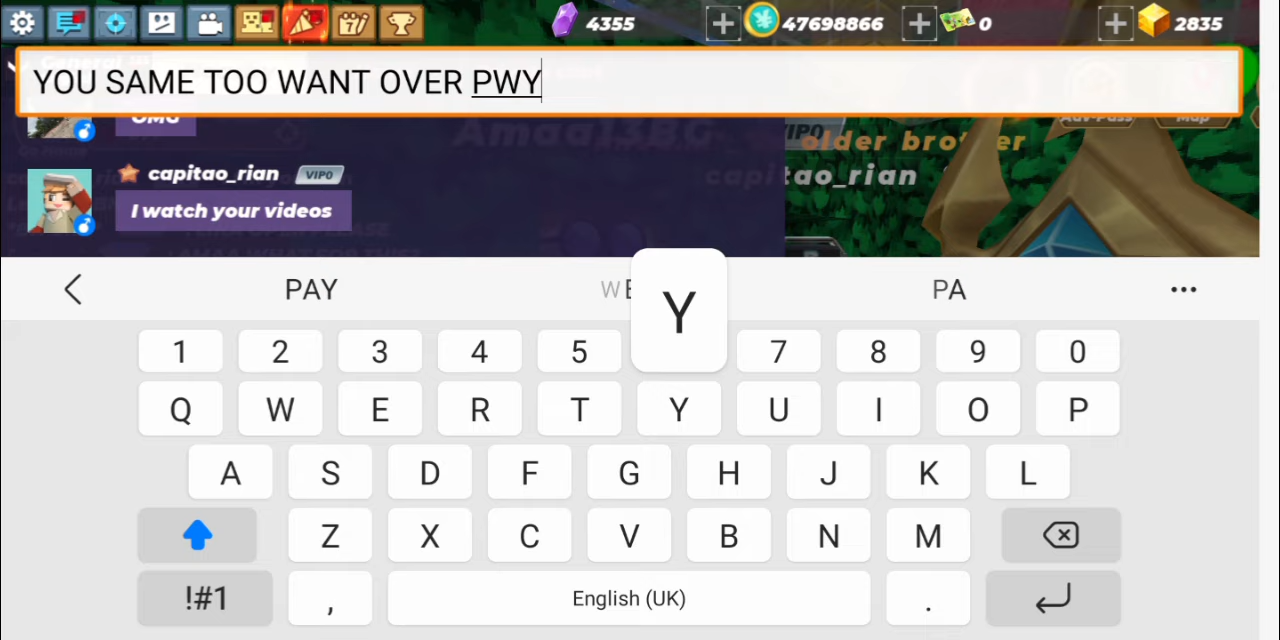 4355
47698866
0
2835
YOU SAME TOO WANT OVER PWY
OMG
older brother
capitao_rian VIP0
capitao_rian
I watch your videos
PAY
PA
Y
1 2 3 4 5 7 8 9 0
Q W E R T Y U I O P
A S D F G H J K L
Z X C V B N M
!#1 , English (UK) .